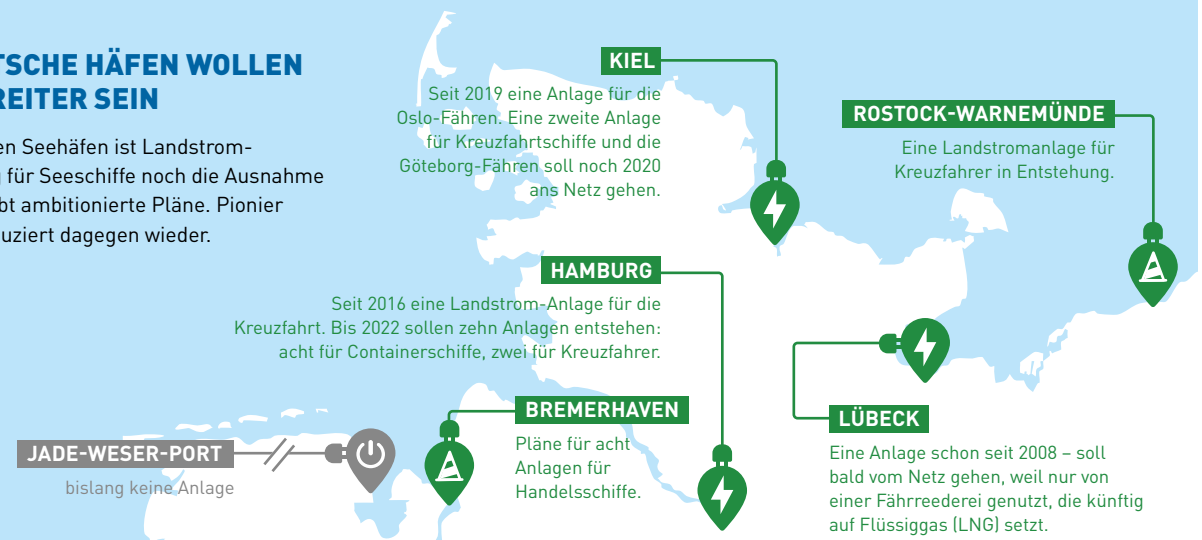 TSCHE HÄFEN WOLLEN
REITER SEIN
en Seehäfen ist Landstrom-
g für Seeschiffe noch die Ausnahme
bt ambitionierte Pläne. Pionier
uziert dagegen wieder.
KIEL
Seit 2019 eine Anlage für die
Oslo-Fähren. Eine zweite Anlage
für Kreuzfahrtschiffe und die
Göteborg-Fähren soll noch 2020
ans Netz gehen.
ROSTOCK-WARNEMÜNDE
Eine Landstromanlage für
Kreuzfahrer in Entstehung.
HAMBURG
Seit 2016 eine Landstrom-Anlage für die
Kreuzfahrt. Bis 2022 sollen zehn Anlagen entstehen:
acht für Containerschiffe, zwei für Kreuzfahrer.
BREMERHAVEN
Pläne für acht
Anlagen für
Handelsschiffe.
LÜBECK
Eine Anlage schon seit 2008 – soll
bald vom Netz gehen, weil nur von
einer Fährreederei genutzt, die künftig
auf Flüssiggas (LNG) setzt.
JADE-WESER-PORT
bislang keine Anlage